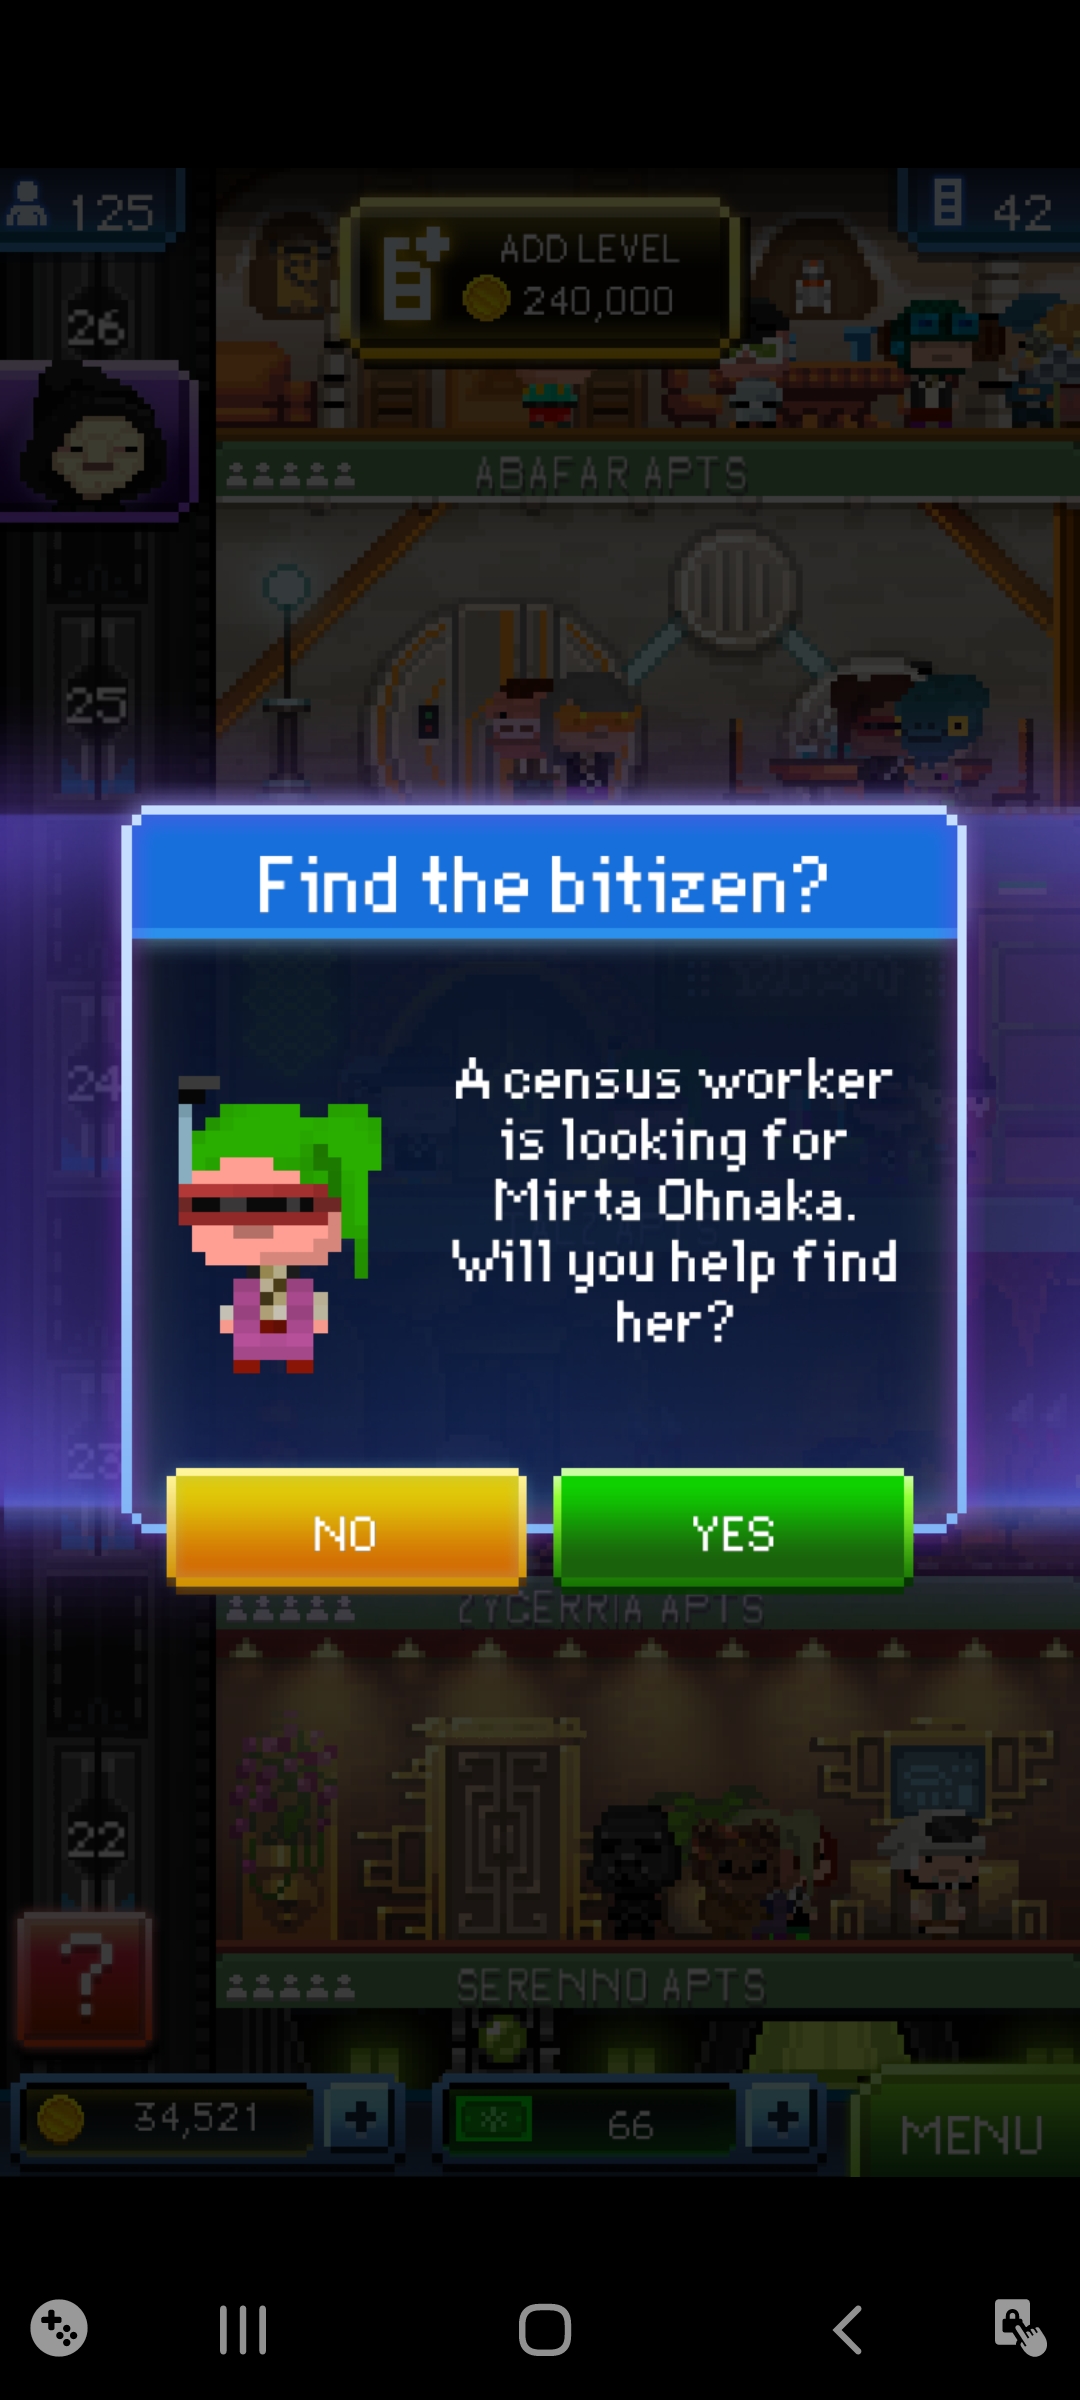 125
ADD LEVEL
240,000
42
26
ABAFAR APTS
25
Find the bitizen?
A census worker
is looking for
Mirta Ohnaka.
Will you help find
her?
24
23
NO
YES
ZYGERRIA APTS
22
SERENNO APTS
?
34,521
+
66
+
MENU